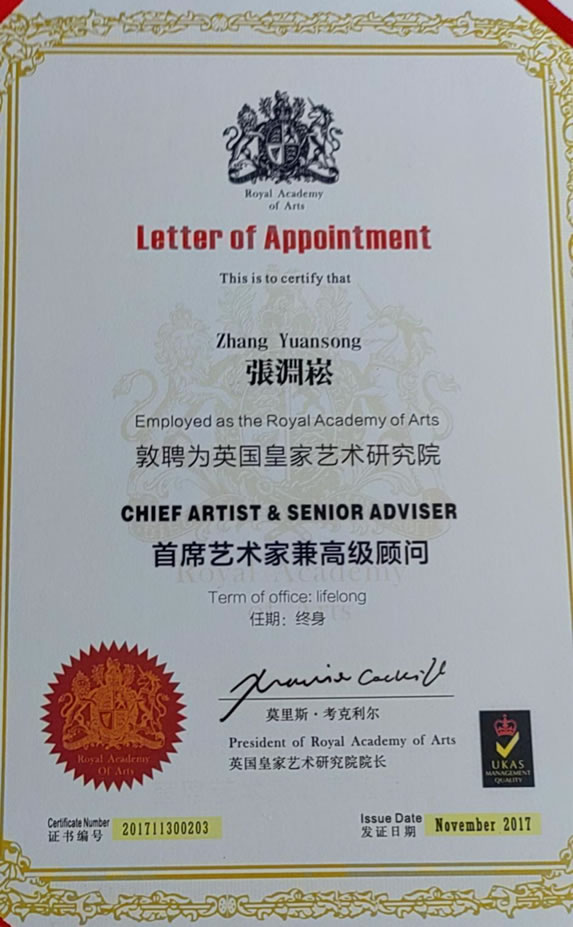 Royal Academy
of Arts
Letter of Appointment
This is to certify that
Zhang Yuansong
張淵崧
Employed as the Royal Academy of Arts
敦聘为英国皇家艺术研究院
CHIEF ARTIST & SENIOR ADVISER
首席艺术家兼高级顾问
Royal Academy
Term of office: lifelong
任期：终身
莫里斯·考克利尔
President of Royal Academy of Arts
英国皇家艺术研究院院长
Royal Academy
Of Arts
UKAS
MANAGEMENT
QUALITY
Certificate Number
证书编号 201711300203
Issue Date
发证日期 November 2017